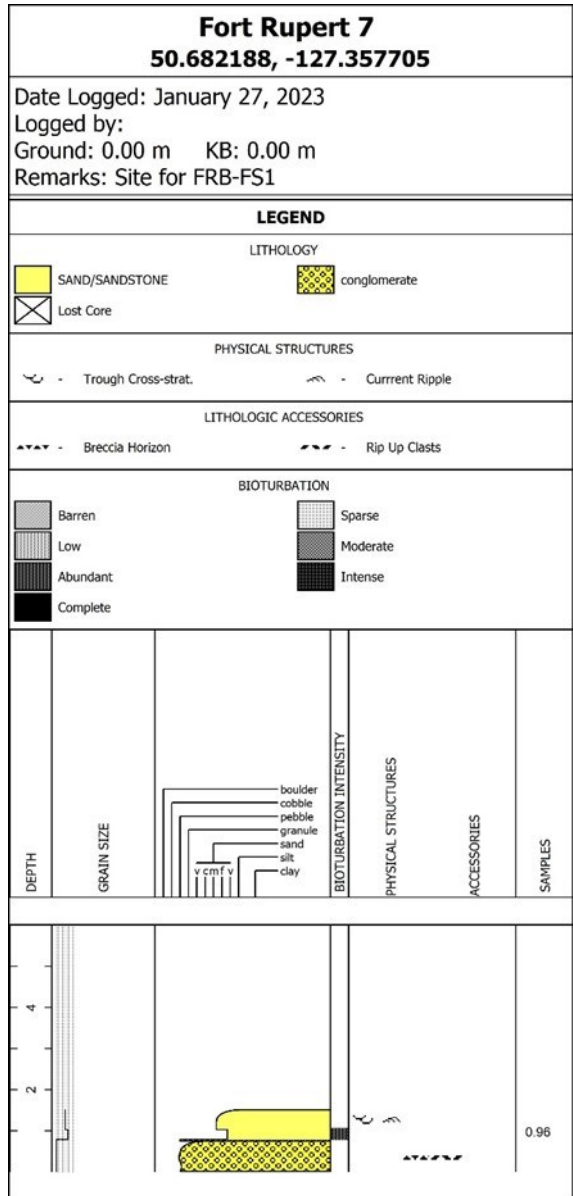 Fort Rupert 7
50.682188, -127.357705
Date Logged: January 27, 2023
Logged by:
Ground: 0.00 m KB: 0.00 m
Remarks: Site for FRB-FS1
LEGEND
LITHOLOGY
SAND/SANDSTONE conglomerate
Lost Core
PHYSICAL STRUCTURES
- Trough Cross-strat. - Currrent Ripple
LITHOLOGIC ACCESSORIES
- Breccia Horizon - Rip Up Clasts
BIOTURBATION
Barren Sparse
Low Moderate
Abundant Intense
Complete
DEPTH
GRAIN SIZE
boulder
cobble
pebble
granule
sand
silt
v c m f v clay
BIOTURBATION INTENSITY
PHYSICAL STRUCTURES
ACCESSORIES
SAMPLES
4
2
0.96